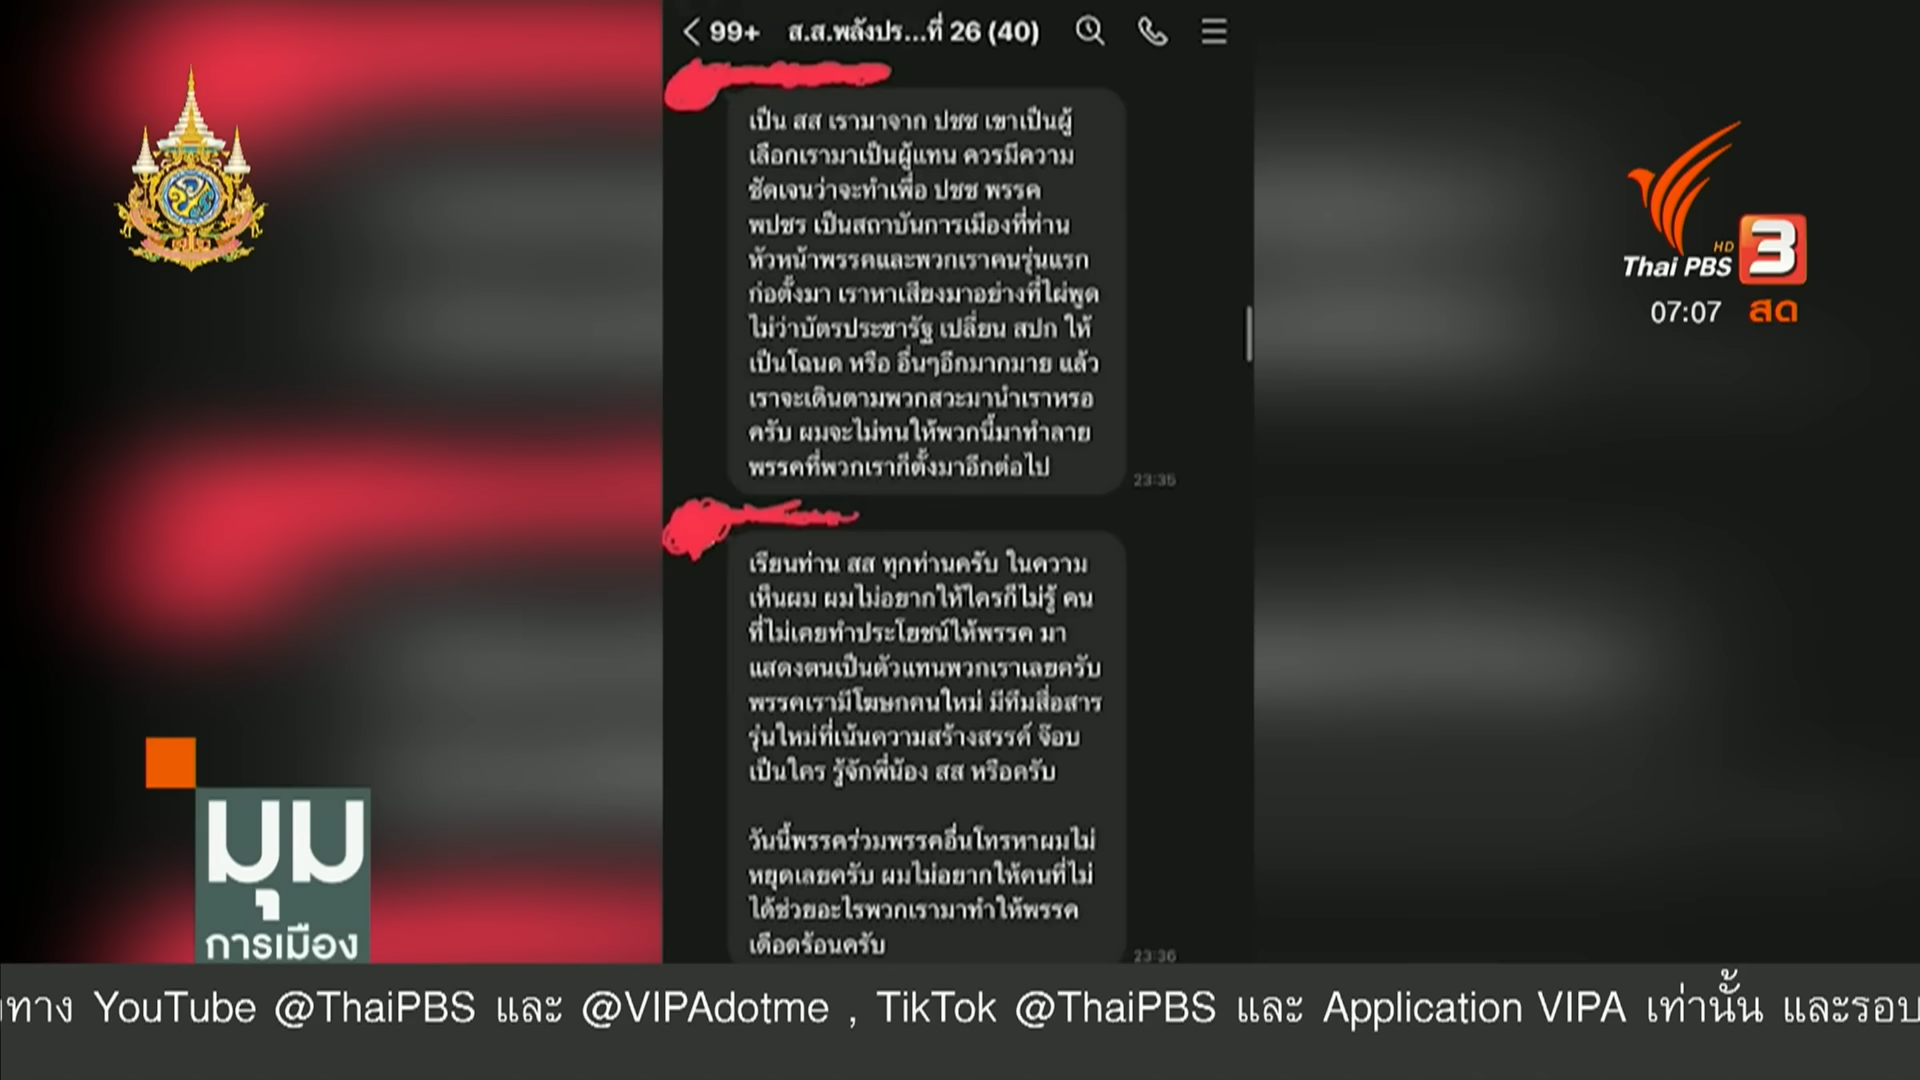 99+ ส.ส.พลังปร...ที่ 26 (40)
เป็น สส เรามาจาก ปชช เขาเป็นผู้
เลือกเรามาเป็นผู้แทน ควรมีความ
ชัดเจนว่าจะทำเพื่อ ปชช พรรค
พปชร เป็นสถาบันการเมืองที่ท่าน
หัวหน้าพรรคและพวกเราคนรุ่นแรก
ก่อตั้งมา เราหาเสียงมาอย่างที่ไผ่พูด
ไม่ว่าบัตรประชารัฐ เปลี่ยน สปก ให้
เป็นโฉนด หรือ อื่นๆอีกมากมาย แล้ว
เราจะเดินตามพวกสวะมานำเราหรอ
ครับ ผมจะไม่ทนให้พวกนี้มาทำลาย
พรรคที่พวกเราก็ตั้งมาอีกต่อไป
23:35
เรียนท่าน สส ทุกท่านครับ ในความ
เห็นผม ผมไม่อยากให้ใครก็ไม่รู้ คน
ที่ไม่เคยทำประโยชน์ให้พรรค มา
แสดงตนเป็นตัวแทนพวกเราเลยครับ
พรรคเรามีโฆษกคนใหม่ มีทีมสื่อสาร
รุ่นใหม่ที่เน้นความสร้างสรรค์ จ๊อบ
เป็นใคร รู้จักพี่น้อง สส หรือครับ
วันนี้พรรคร่วมพรรคอื่นโทรหาผมไม่
หยุดเลยครับ ผมไม่อยากให้คนที่ไม่
ได้ช่วยอะไรพวกเรามาทำให้พรรค
เดือดร้อนครับ
23:36
Thai PBS HD 3
07:07 สด
มุม
การเมือง
ทาง YouTube @ThaiPBS และ @VIPAdotme , TikTok @ThaiPBS และ Application VIPA เท่านั้น และรอบ